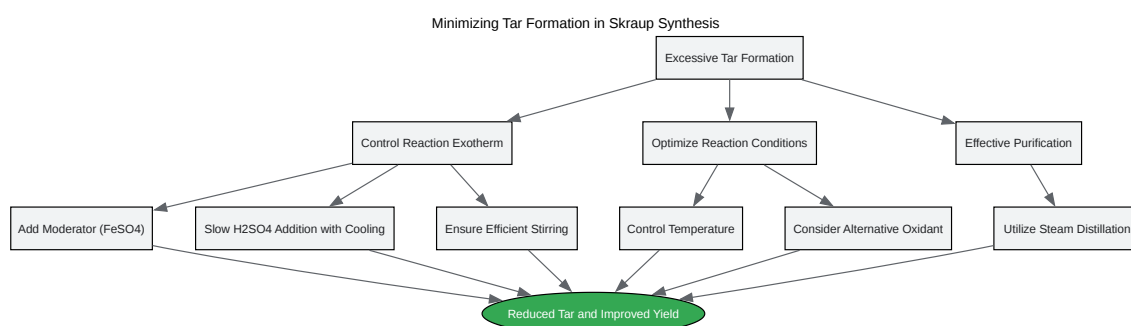 Minimizing Tar Formation in Skraup Synthesis
Excessive Tar Formation
Control Reaction Exotherm
Optimize Reaction Conditions
Effective Purification
Add Moderator (FeSO4)
Slow H2SO4 Addition with Cooling
Ensure Efficient Stirring
Control Temperature
Consider Alternative Oxidant
Utilize Steam Distillation
Reduced Tar and Improved Yield